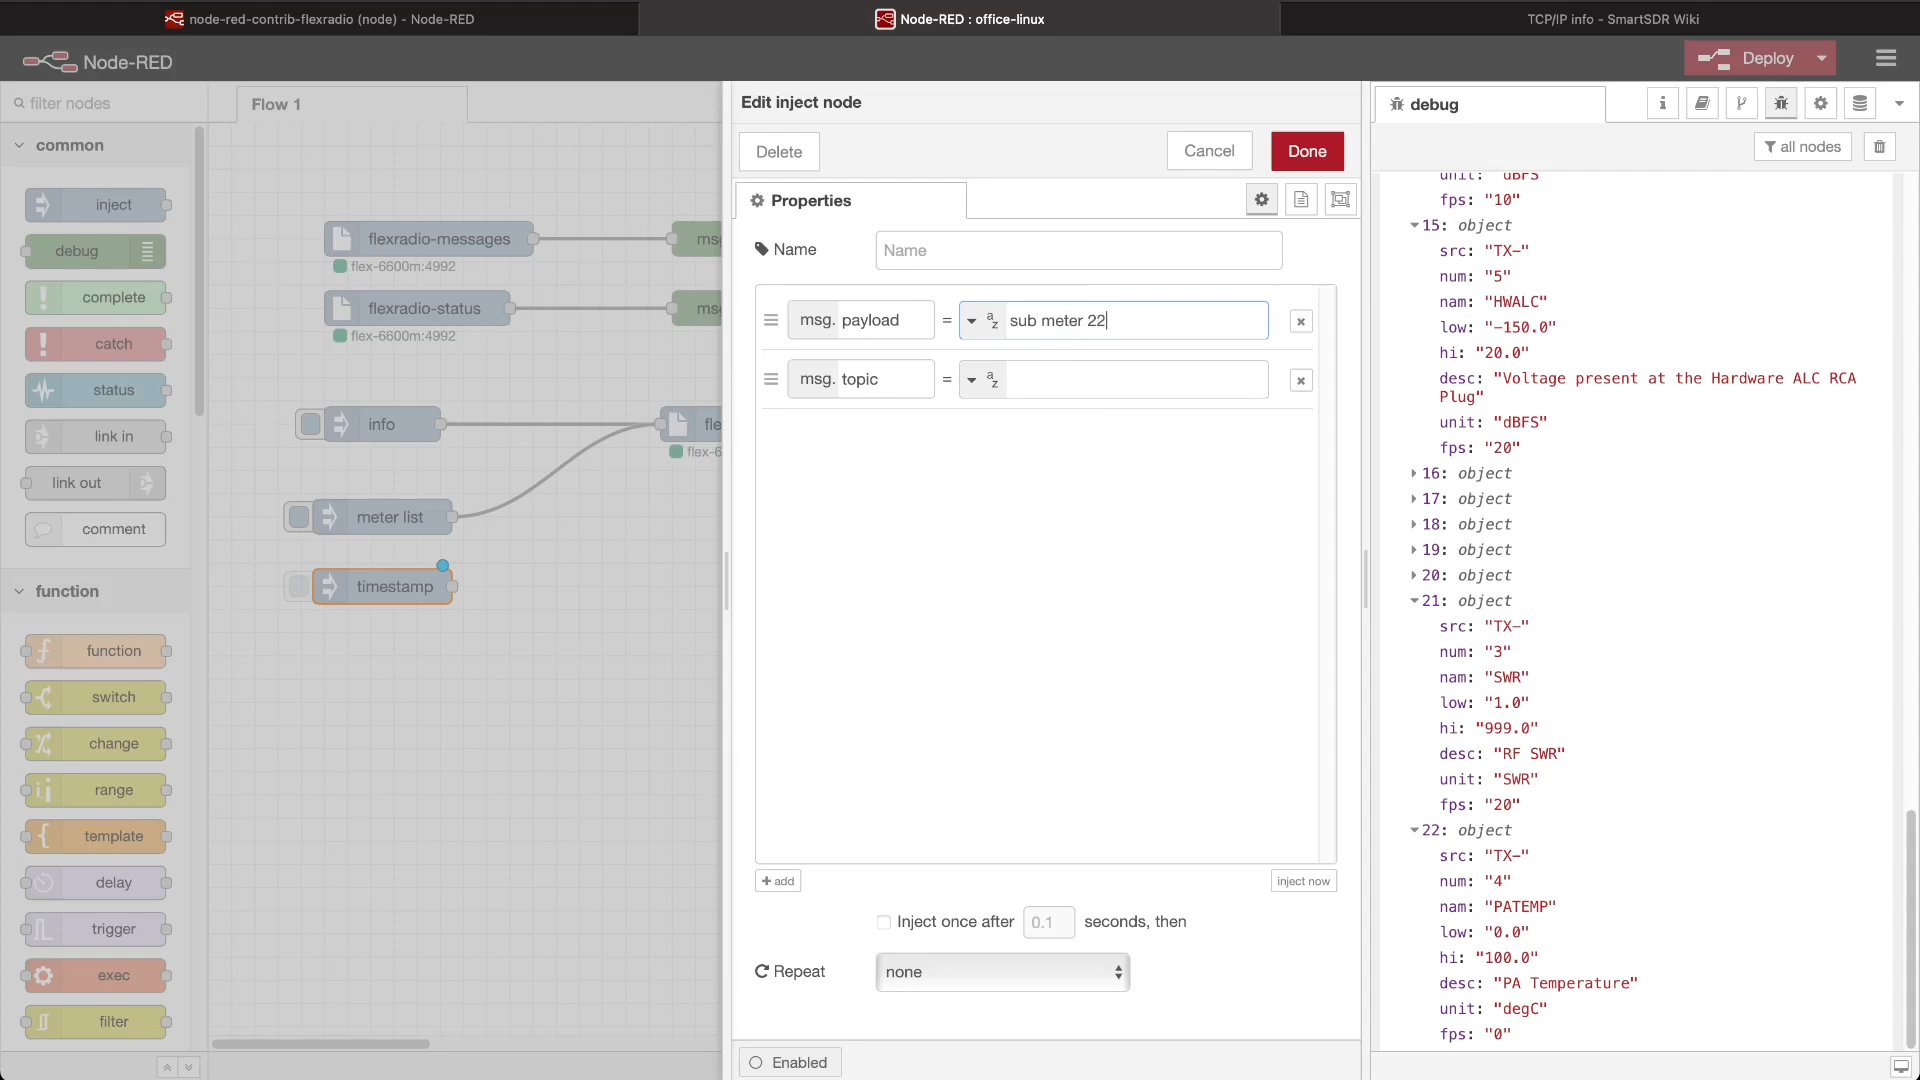 node-red-contrib-flexradio (node) - Node-RED
Node-RED : office-linux
TCP/IP info - SmartSDR Wiki
Node-RED
Deploy
filter nodes
common
inject
debug
complete
catch
status
link in
link out
comment
function
function
switch
change
range
template
delay
trigger
exec
filter
Flow 1
flexradio-messages
msg
flex-6600m:4992
flexradio-status
msg
flex-6600m:4992
info
fle
flex-6
meter list
timestamp
Edit inject node
Delete
Cancel
Done
Properties
Name
Name
msg. payload = az sub meter 22
msg. topic = az
+ add
inject now
Inject once after 0.1 seconds, then
Repeat
none
Enabled
debug
all nodes
unit: "dBFS"
fps: "10"
15: object
src: "TX-"
num: "5"
nam: "HWALC"
low: "-150.0"
hi: "20.0"
desc: "Voltage present at the Hardware ALC RCA
Plug"
unit: "dBFS"
fps: "20"
16: object
17: object
18: object
19: object
20: object
21: object
src: "TX-"
num: "3"
nam: "SWR"
low: "1.0"
hi: "999.0"
desc: "RF SWR"
unit: "SWR"
fps: "20"
22: object
src: "TX-"
num: "4"
nam: "PATEMP"
low: "0.0"
hi: "100.0"
desc: "PA Temperature"
unit: "degC"
fps: "0"